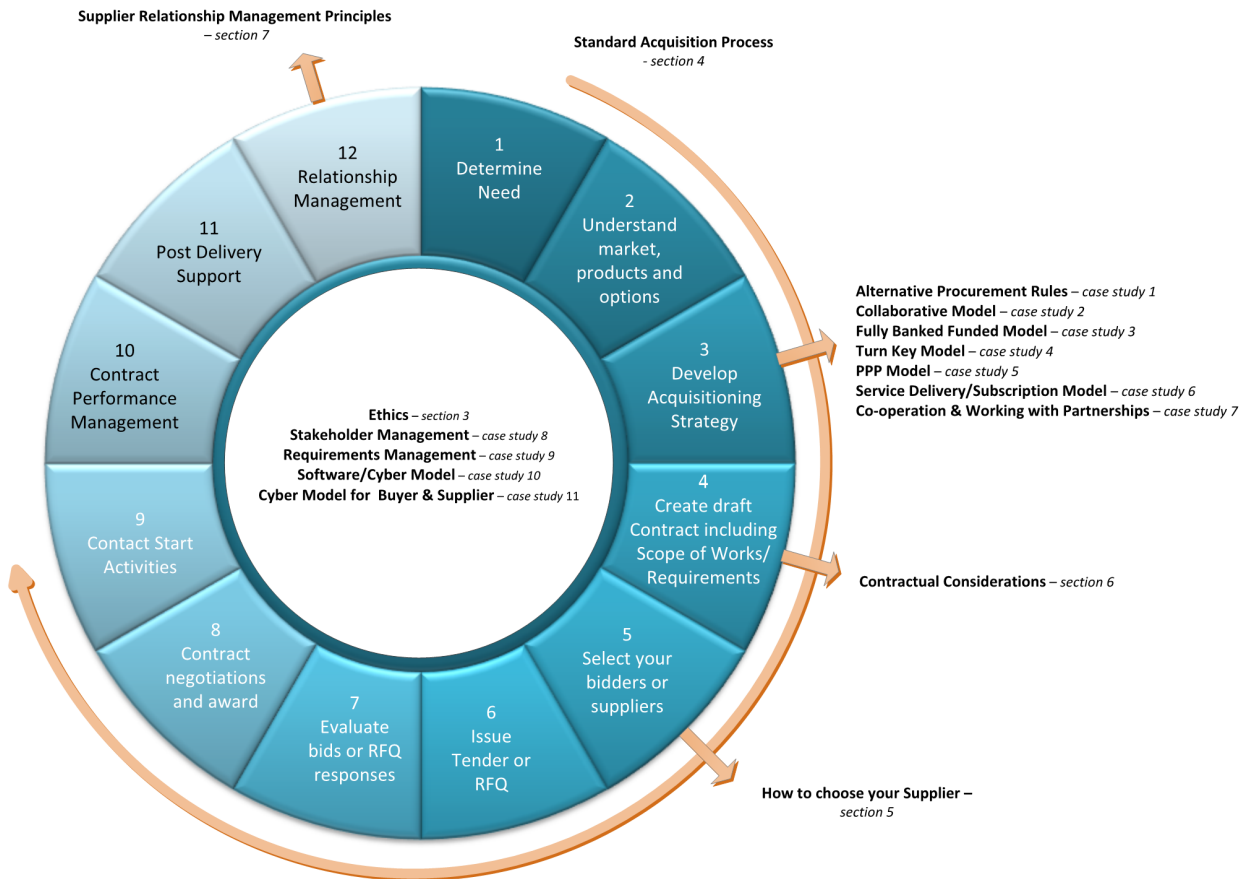 Supplier Relationship Management Principles
– section 7
Standard Acquisition Process
- section 4
1
Determine
Need
2
Understand
market,
products and
options
3
Develop
Acquisitioning
Strategy
4
Create draft
Contract including
Scope of Works/
Requirements
5
Select your
bidders or
suppliers
6
Issue
Tender or
RFQ
7
Evaluate
bids or RFQ
responses
8
Contract
negotiations
and award
9
Contact Start
Activities
10
Contract
Performance
Management
11
Post Delivery
Support
12
Relationship
Management
Ethics – section 3
Stakeholder Management – case study 8
Requirements Management – case study 9
Software/Cyber Model – case study 10
Cyber Model for Buyer & Supplier – case study 11
Alternative Procurement Rules – case study 1
Collaborative Model – case study 2
Fully Banked Funded Model – case study 3
Turn Key Model – case study 4
PPP Model – case study 5
Service Delivery/Subscription Model – case study 6
Co-operation & Working with Partnerships – case study 7
Contractual Considerations – section 6
How to choose your Supplier –
section 5